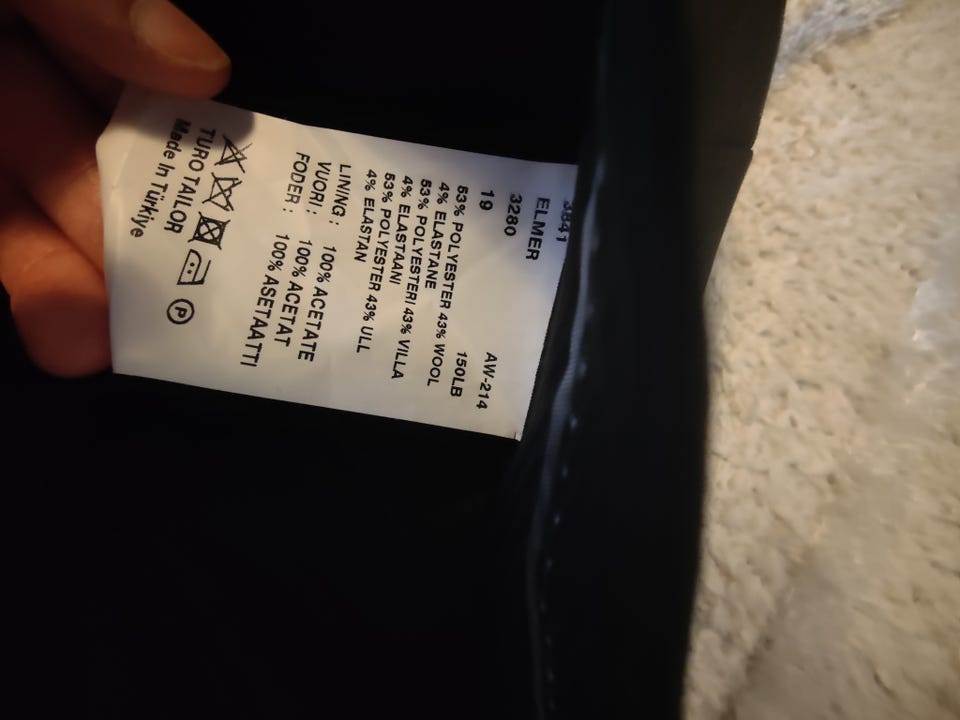 3841
ELMER
3280 AW-214
19 150LB
53% POLYESTER 43% WOOL
4% ELASTANE
53% POLYESTERI 43% VILLA
4% ELASTAANI
53% POLYESTER 43% ULL
4% ELASTAN
LINING : 100% ACETATE
VUORI : 100% ACETAT
FODER : 100% ASETAATTI
P
TURO TAILOR
Made In Türkiye